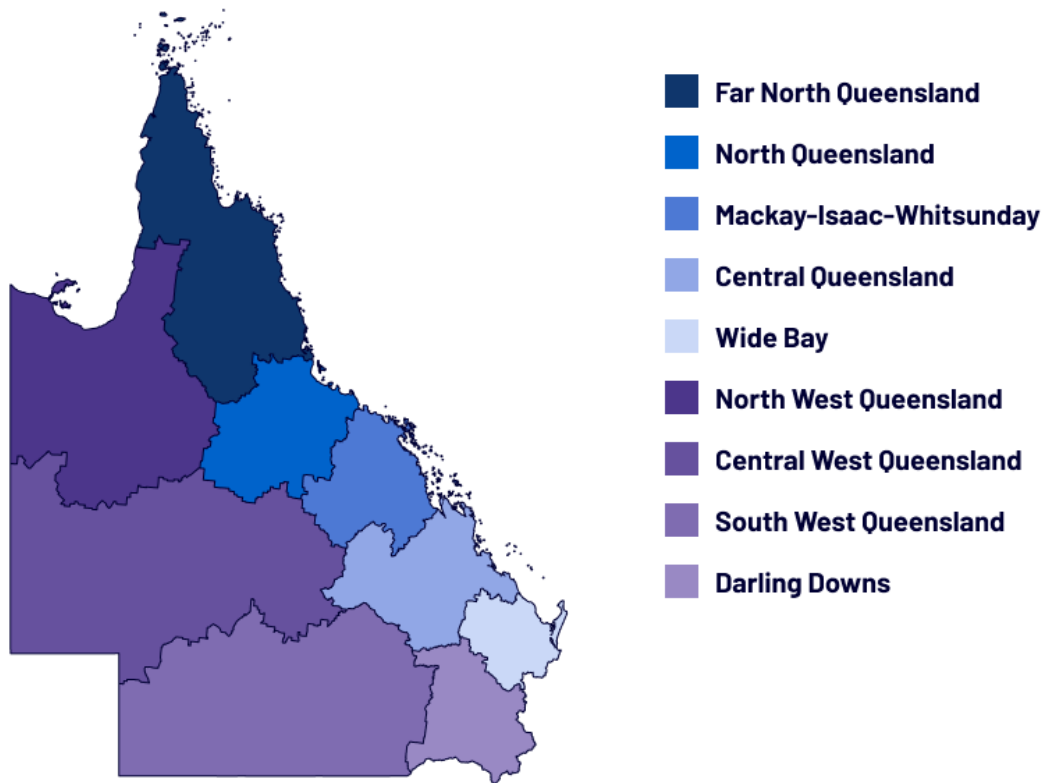 Far North Queensland
North Queensland
Mackay-Isaac-Whitsunday
Central Queensland
Wide Bay
North West Queensland
Central West Queensland
South West Queensland
Darling Downs